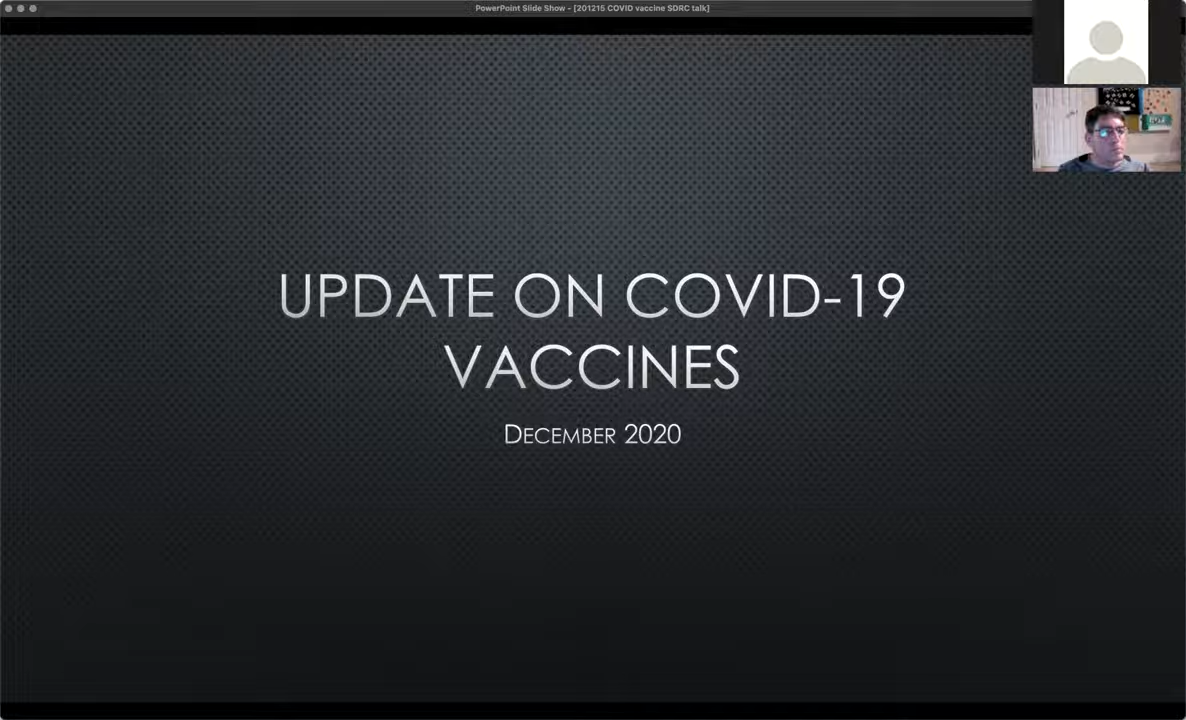 PowerPoint Slide Show - [201215 COVID vaccine SDRC talk]
UPDATE ON COVID-19
VACCINES
DECEMBER 2020